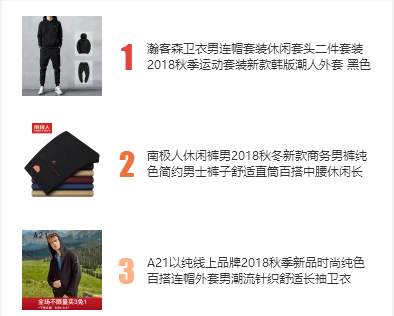 1
瀚客森卫衣男连帽套装休闲套头二件套装
2018秋季运动套装新款韩版潮人外套 黑色
南极人
2
南极人休闲裤男2018秋冬新款商务男裤纯
色简约男士裤子舒适直筒百搭中腰休闲长
A21
3
A21以纯线上品牌2018秋季新品时尚纯色
百搭连帽外套男潮流针织舒适长袖卫衣
全场不限量买3免1